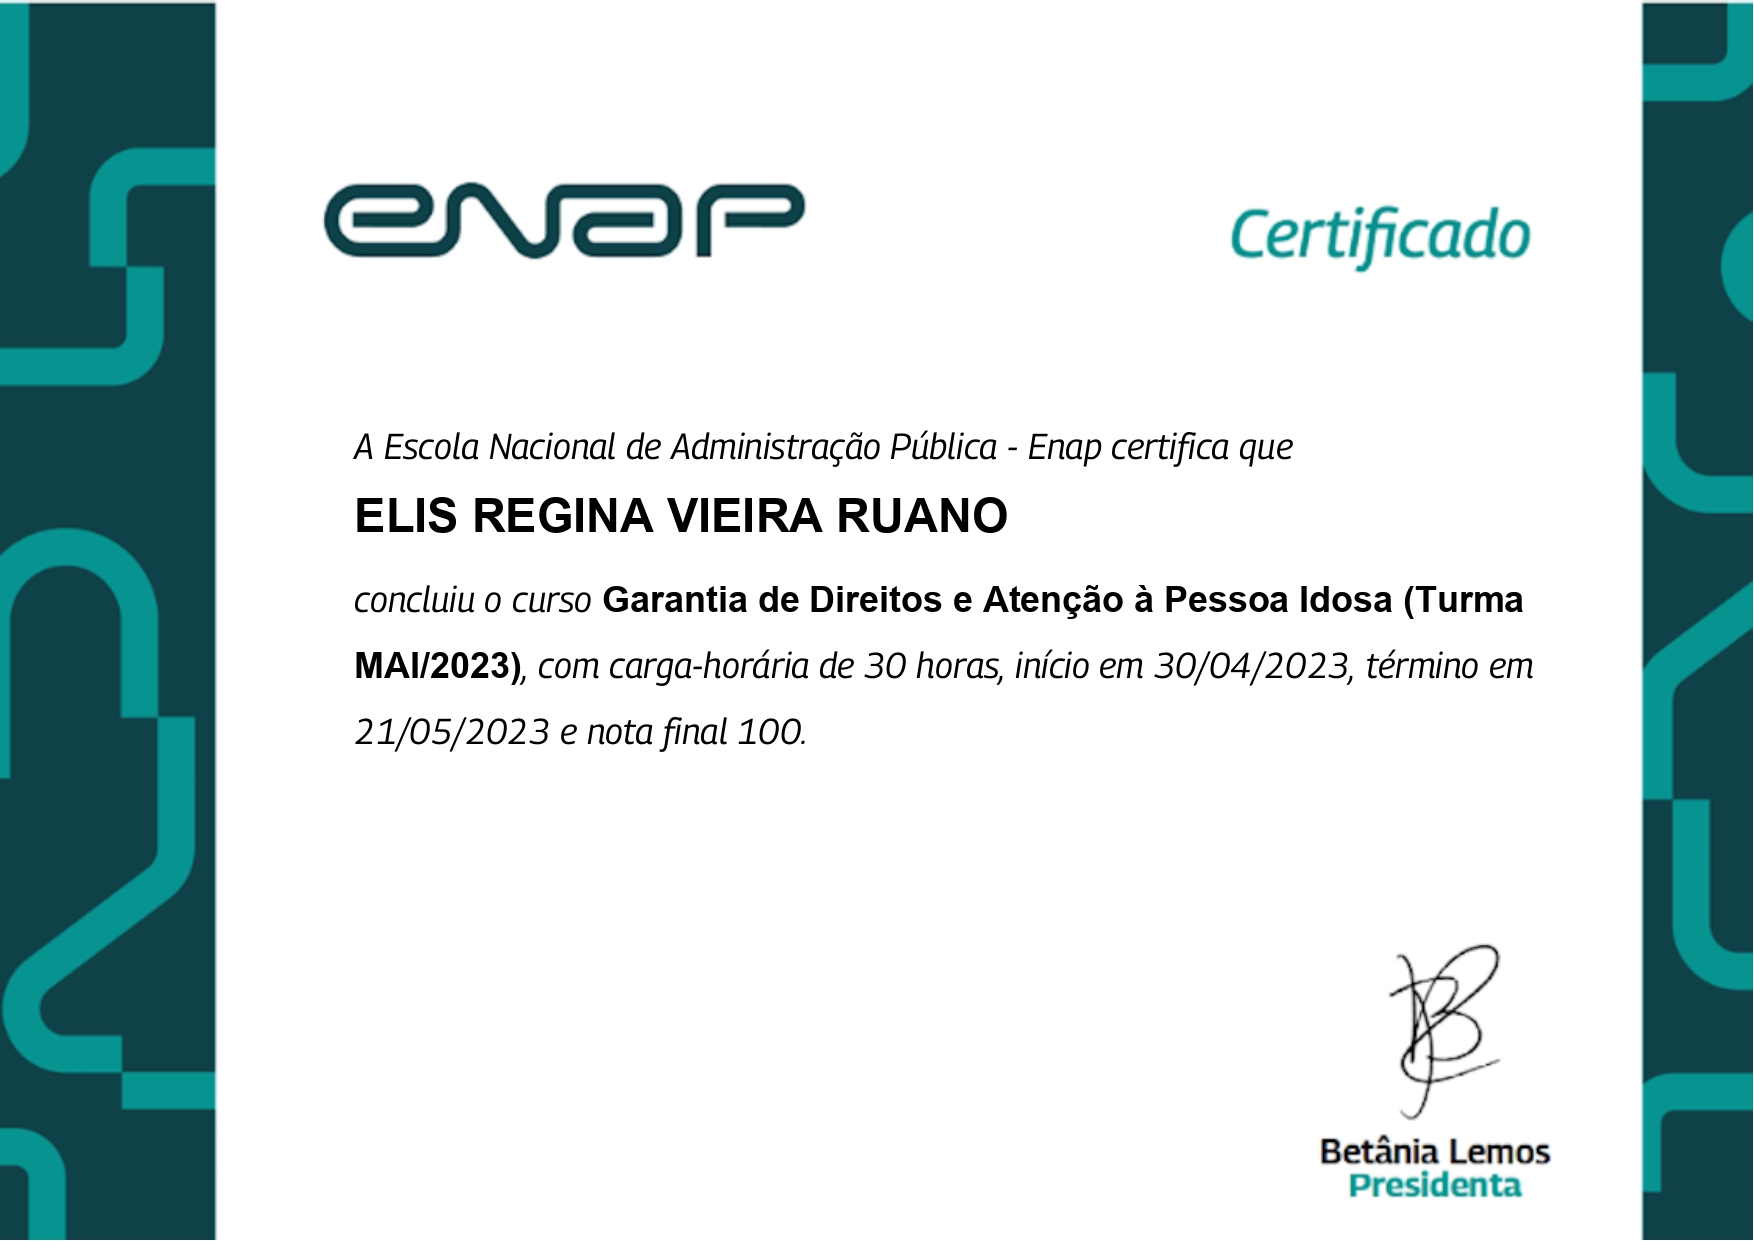 enap
Certificado
A Escola Nacional de Administração Pública - Enap certifica que
ELIS REGINA VIEIRA RUANO
concluiu o curso Garantia de Direitos e Atenção à Pessoa Idosa (Turma
MAI/2023), com carga-horária de 30 horas, início em 30/04/2023, término em
21/05/2023 e nota final 100.
Betânia Lemos
Presidenta